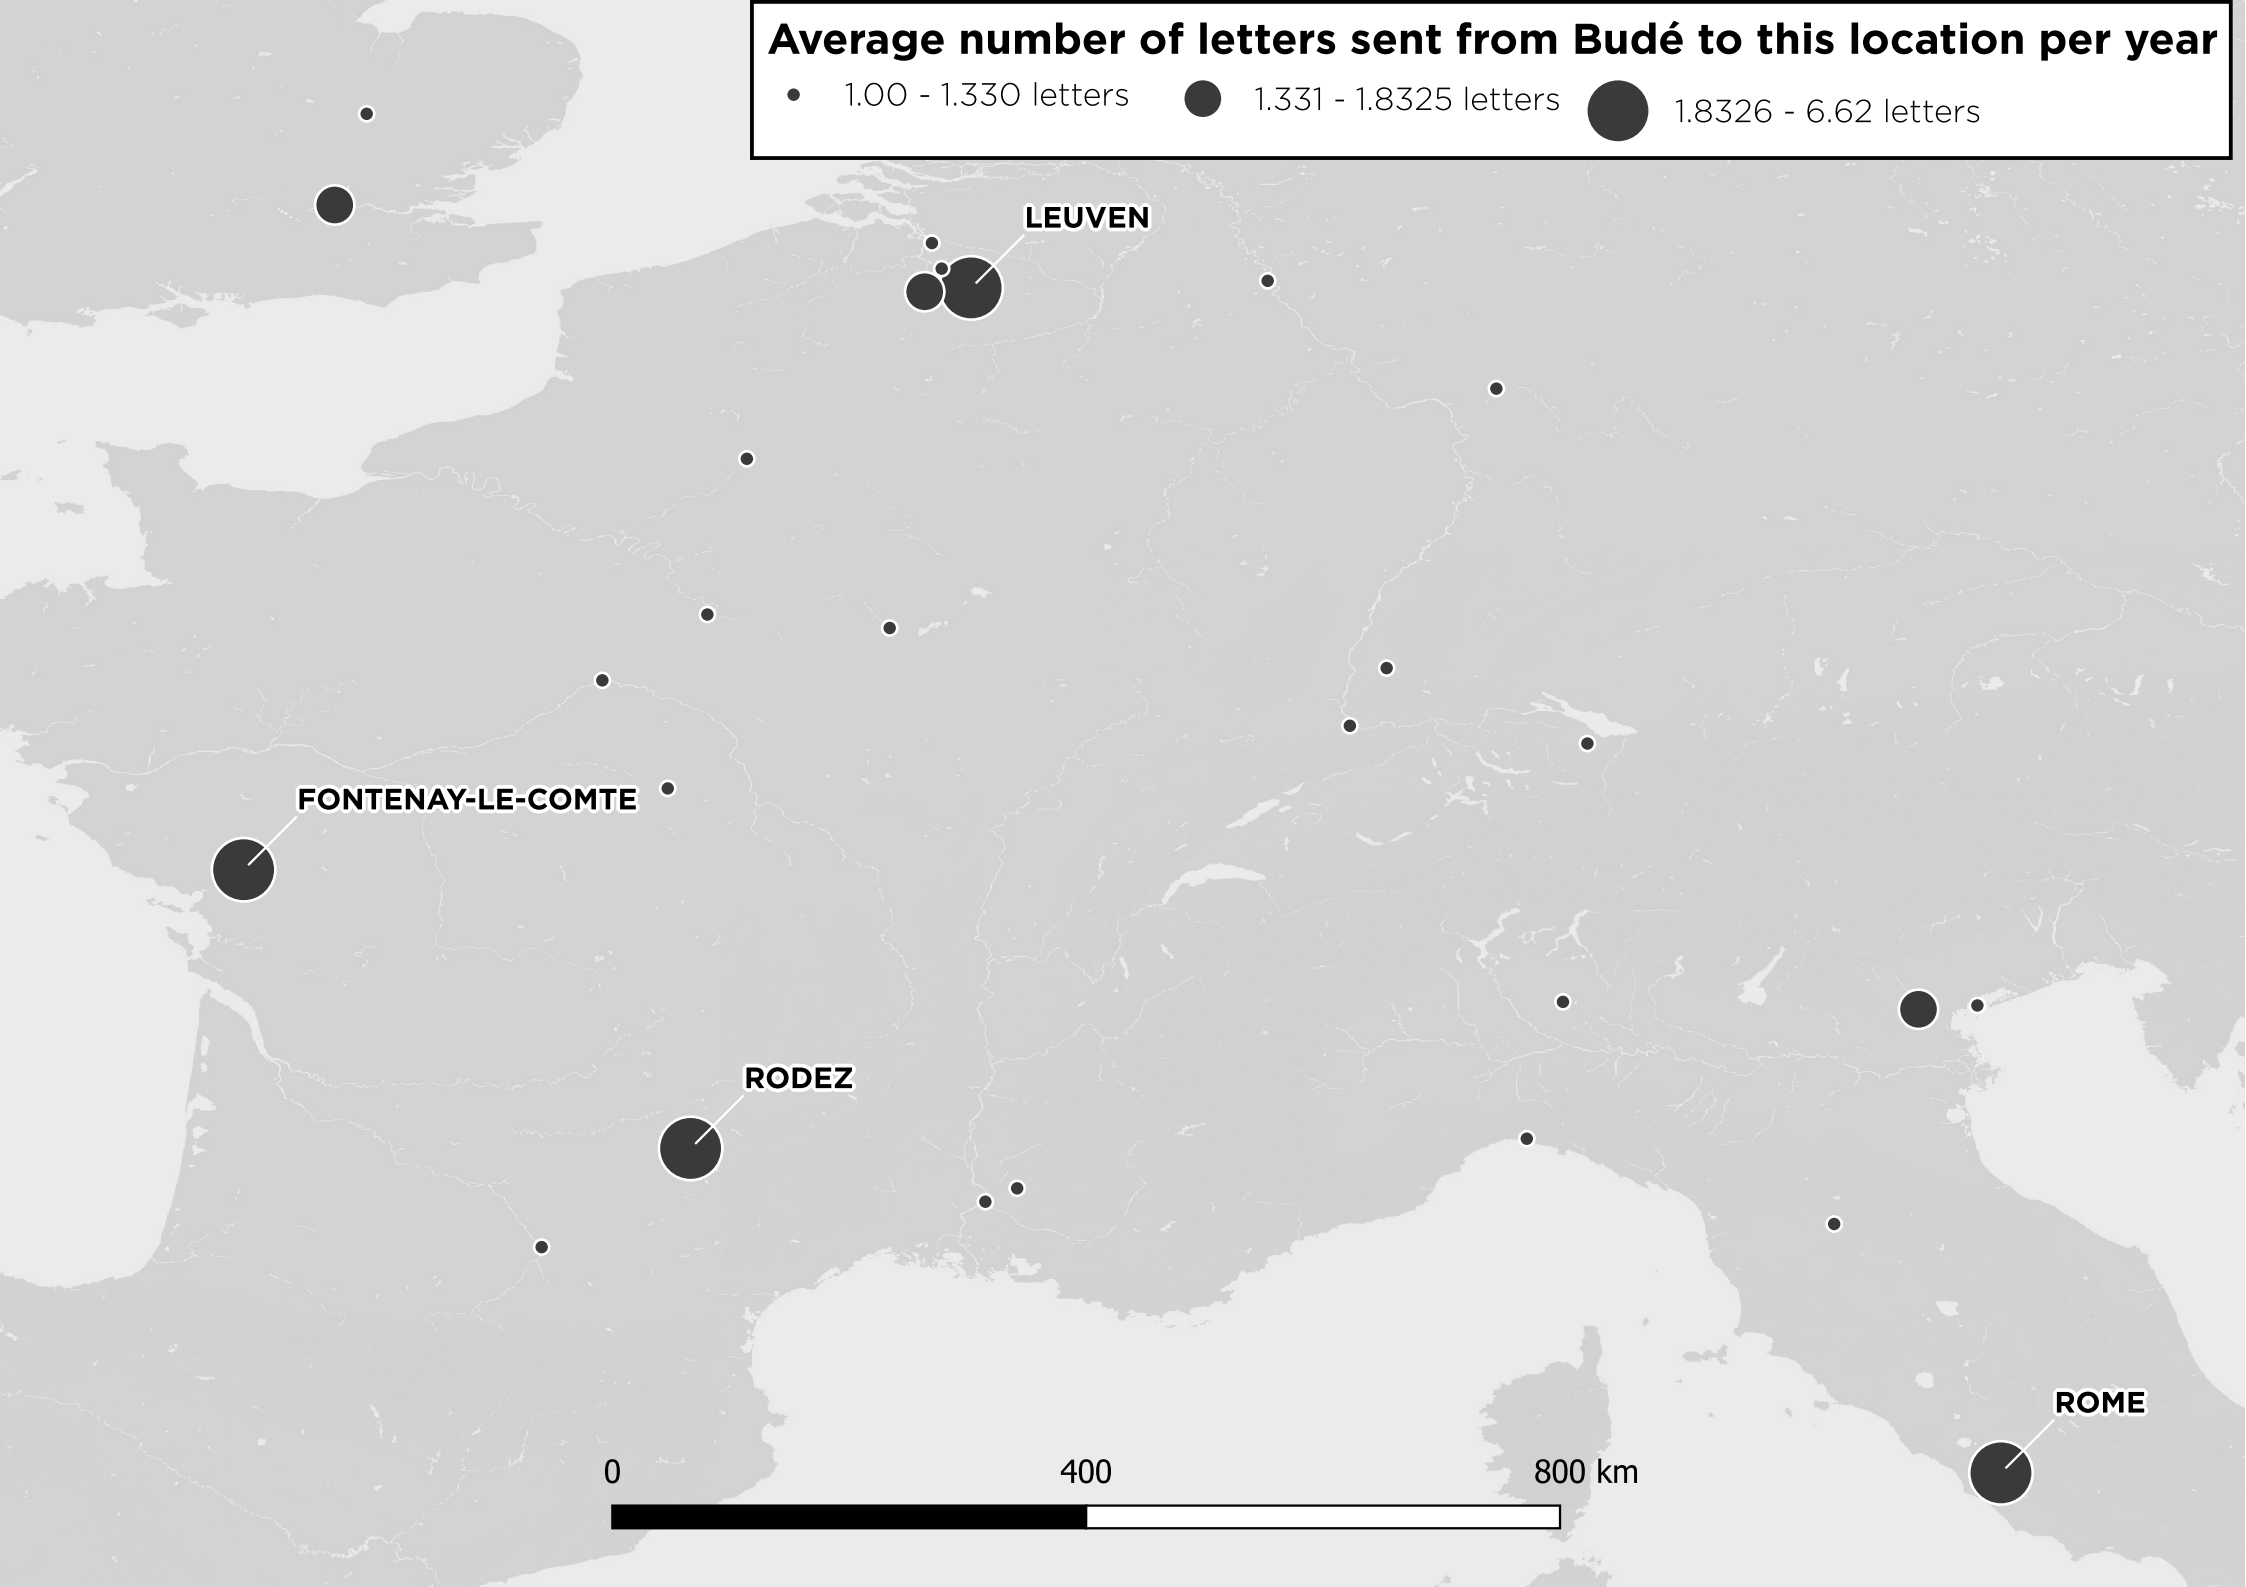 Average number of letters sent from Budé to this location per year
1.00 - 1.330 letters
1.331 - 1.8325 letters
1.8326 - 6.62 letters
LEUVEN
FONTENAY-LE-COMTE
RODEZ
ROME
0 400 800 km